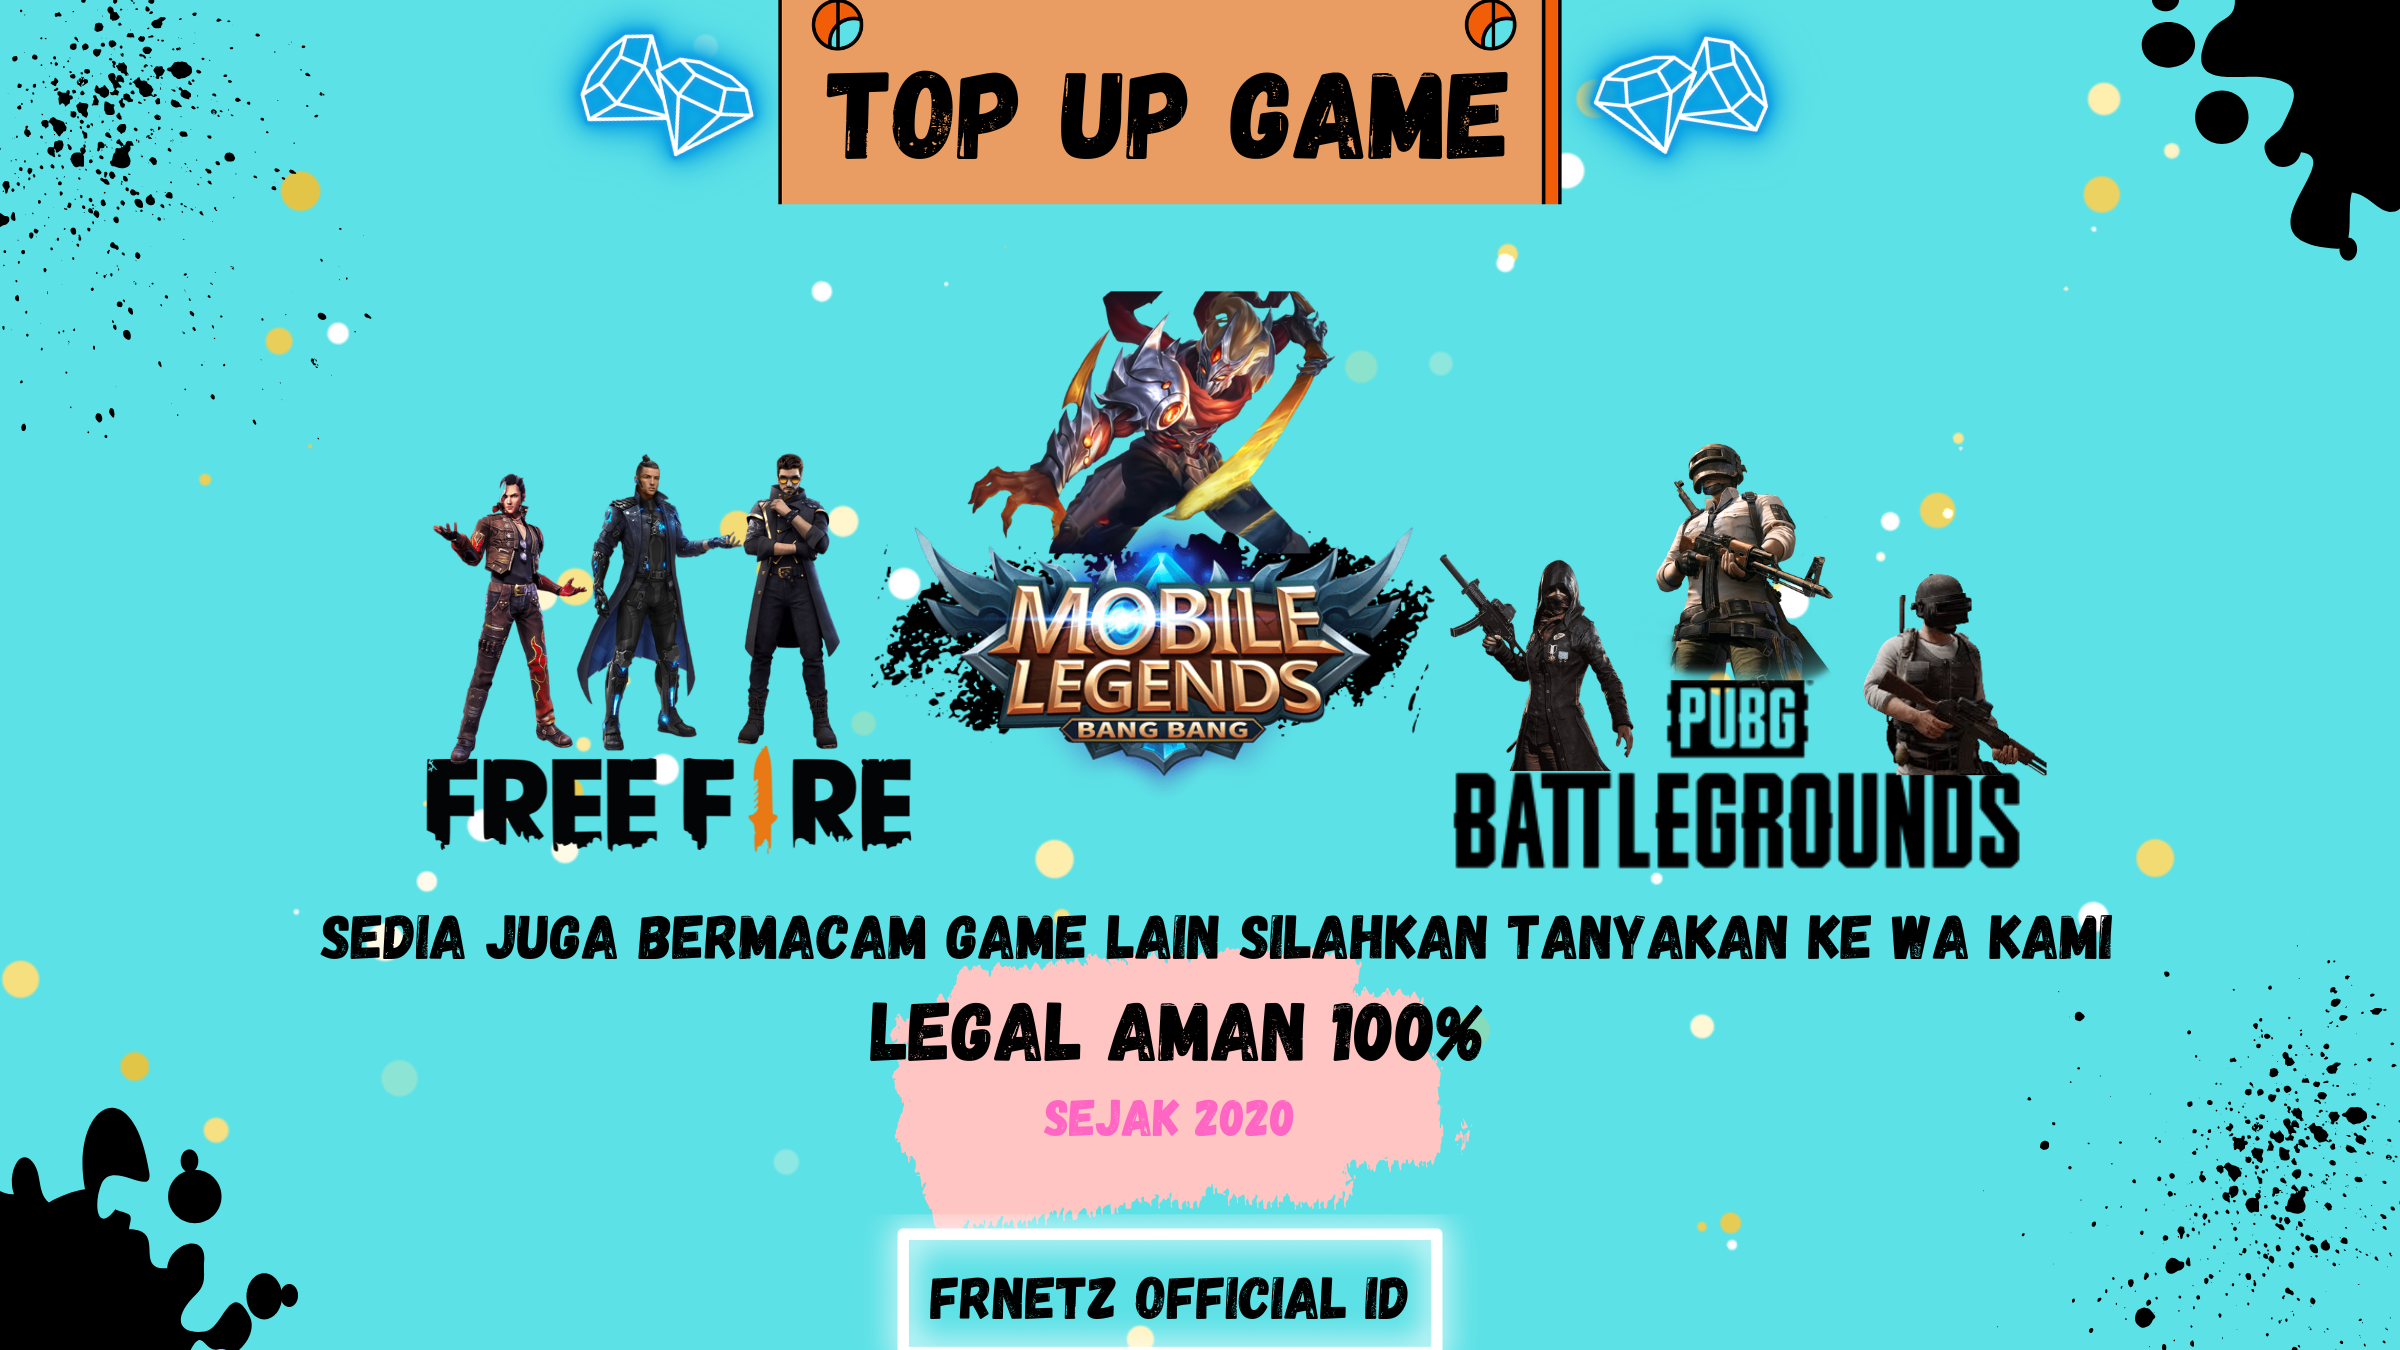 TOP UP GAME
MOBILE
LEGENDS
BANG BANG
FREE FIRE
PUBG
BATTLEGROUNDS
SEDIA JUGA BERMACAM GAME LAIN SILAHKAN TANYAKAN KE WA KAMI
LEGAL AMAN 100%
SEJAK 2020
FRNETZ OFFICIAL ID